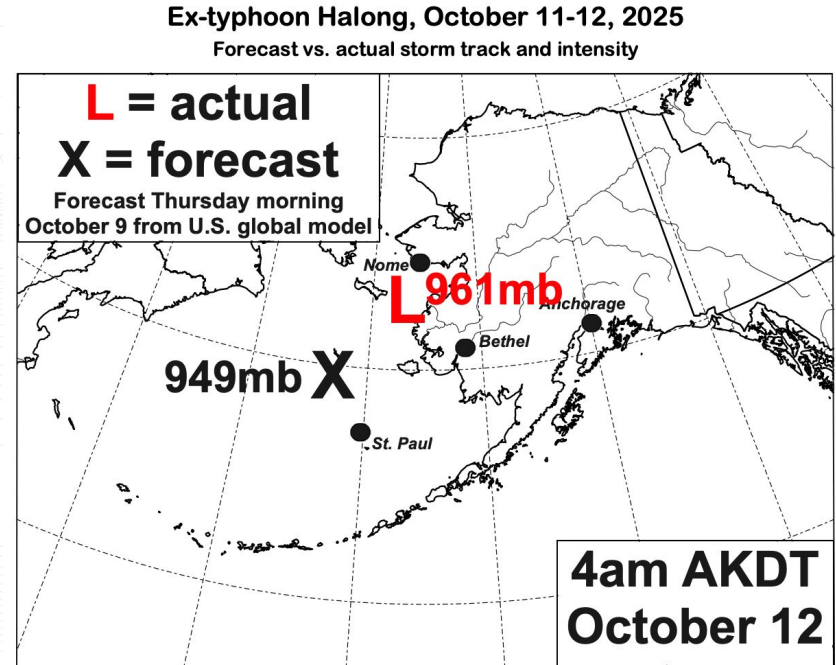 Ex-typhoon Halong, October 11-12, 2025
Forecast vs. actual storm track and intensity
L = actual
X = forecast
Forecast Thursday morning
October 9 from U.S. global model
Nome
L 961mb
Anchorage
Bethel
949mb X
St. Paul
4am AKDT
October 12